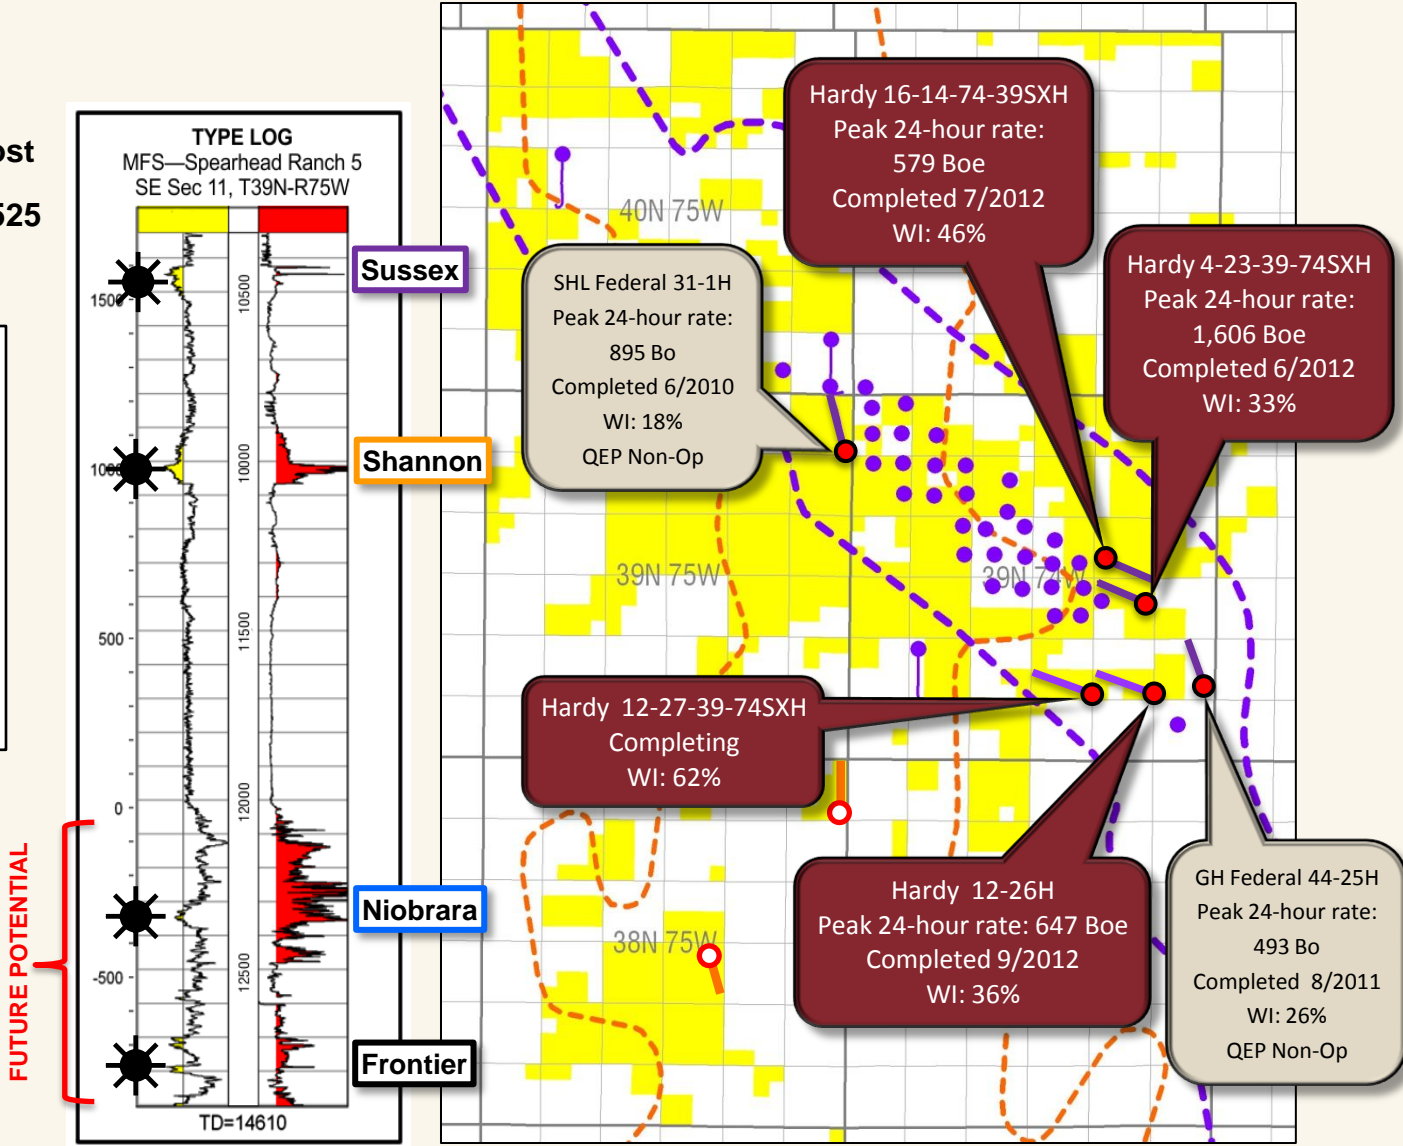 ost
525
TYPE LOG
MFS—Spearhead Ranch 5
SE Sec 11, T39N-R75W
1500
10500
Sussex
1000
10000
Shannon
500
11500
0
12000
Niobrara
-500
12500
Frontier
TD=14610
FUTURE POTENTIAL
40N 75W
39N 75W
39N 74W
38N 75W
Hardy 16-14-74-39SXH
Peak 24-hour rate:
579 Boe
Completed 7/2012
WI: 46%
Hardy 4-23-39-74SXH
Peak 24-hour rate:
1,606 Boe
Completed 6/2012
WI: 33%
SHL Federal 31-1H
Peak 24-hour rate:
895 Bo
Completed 6/2010
WI: 18%
QEP Non-Op
Hardy 12-27-39-74SXH
Completing
WI: 62%
Hardy 12-26H
Peak 24-hour rate: 647 Boe
Completed 9/2012
WI: 36%
GH Federal 44-25H
Peak 24-hour rate:
493 Bo
Completed 8/2011
WI: 26%
QEP Non-Op